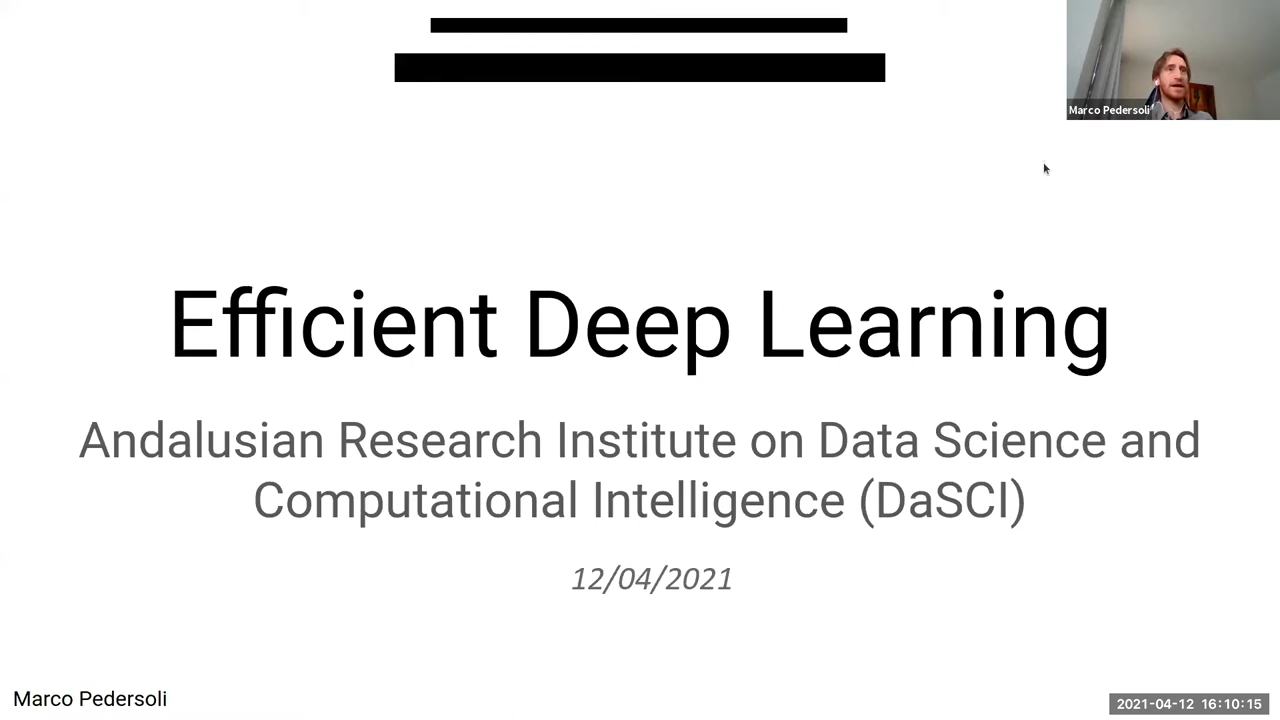 Marco Pedersoli
Efficient Deep Learning
Andalusian Research Institute on Data Science and
Computational Intelligence (DaSCI)
12/04/2021
Marco Pedersoli
2021-04-12 16:10:15